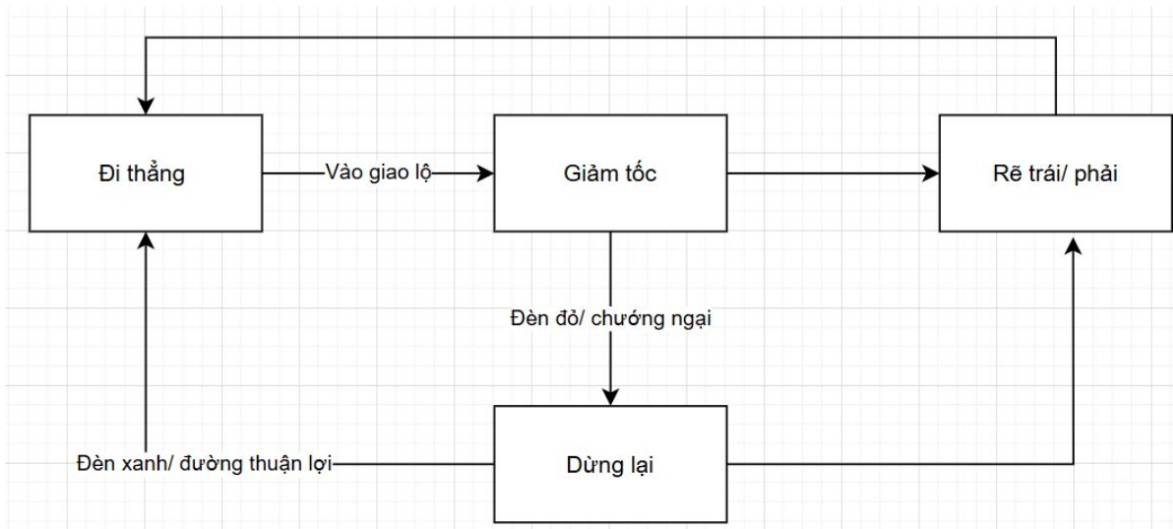 Đi thẳng
Vào giao lộ
Giảm tốc
Rẽ trái/ phải
Đèn đỏ/ chướng ngại
Đèn xanh/ đường thuận lợi
Dừng lại